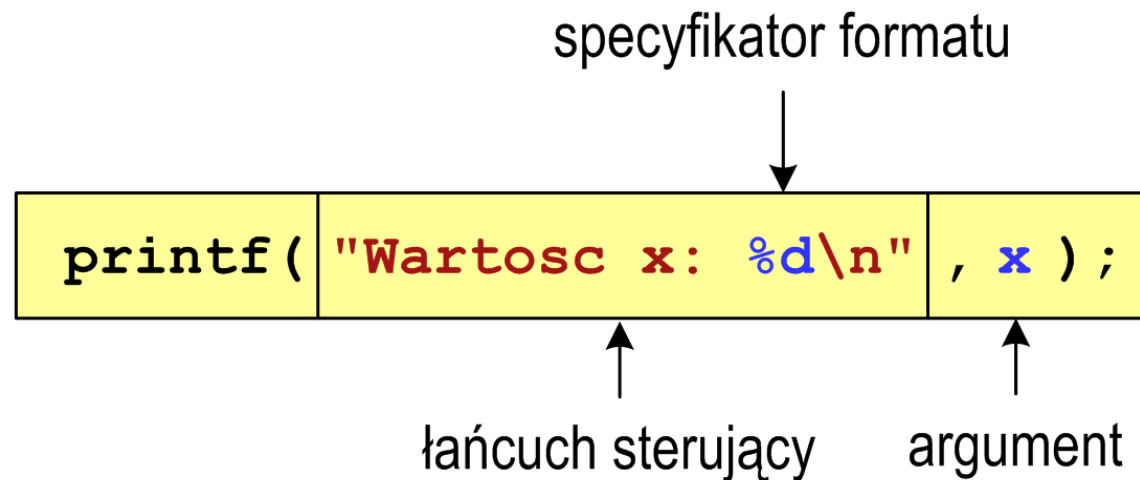 specyfikator formatu
printf( "Wartosc x: %d\n" , x );
łańcuch sterujący
argument